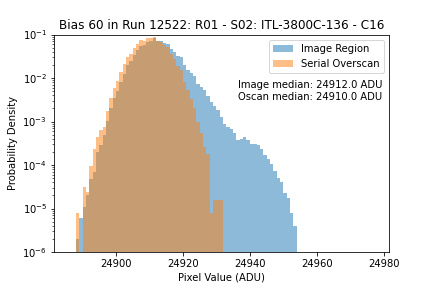 Bias 60 in Run 12522: R01 - S02: ITL-3800C-136 - C16
Image Region
Serial Overscan
Image median: 24912.0 ADU
Oscan median: 24910.0 ADU
Probability Density
10⁻¹
10⁻²
10⁻³
10⁻⁴
10⁻⁵
10⁻⁶
24900 24920 24940 24960 24980
Pixel Value (ADU)